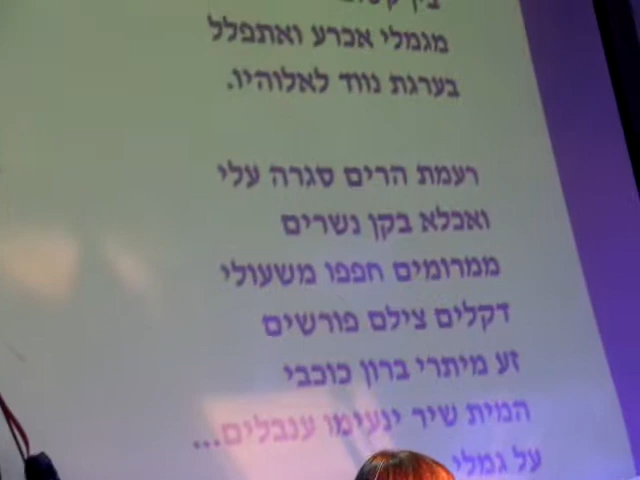 מגמלי אכרע ואתפלל
בערגת נווד לאלוהיו.
רעמת הרים סגרה עלי
ואכלא בקן נשרים
ממרומים חפפו משעולי
דקלים צילם פורשים
זע מיתרי ברון כוכבי
המית שיר ינעימו ענבלים...
על גמלי